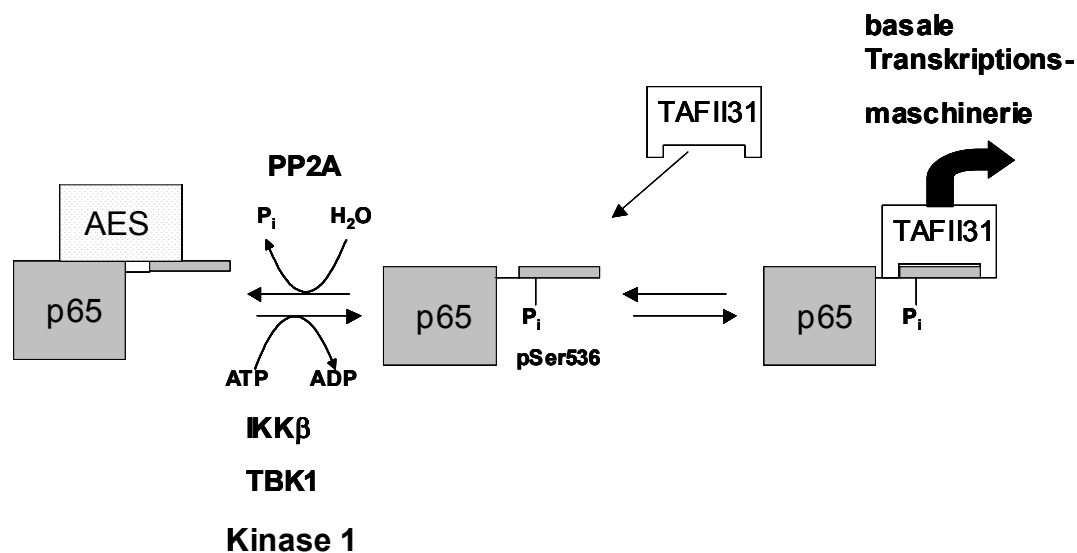 basale
Transkriptions-
maschinerie
TAFII31
PP2A
AES
Pi
H2O
TAFII31
p65
p65
Pi
pSer536
p65
Pi
ATP
ADP
IKKβ
TBK1
Kinase 1